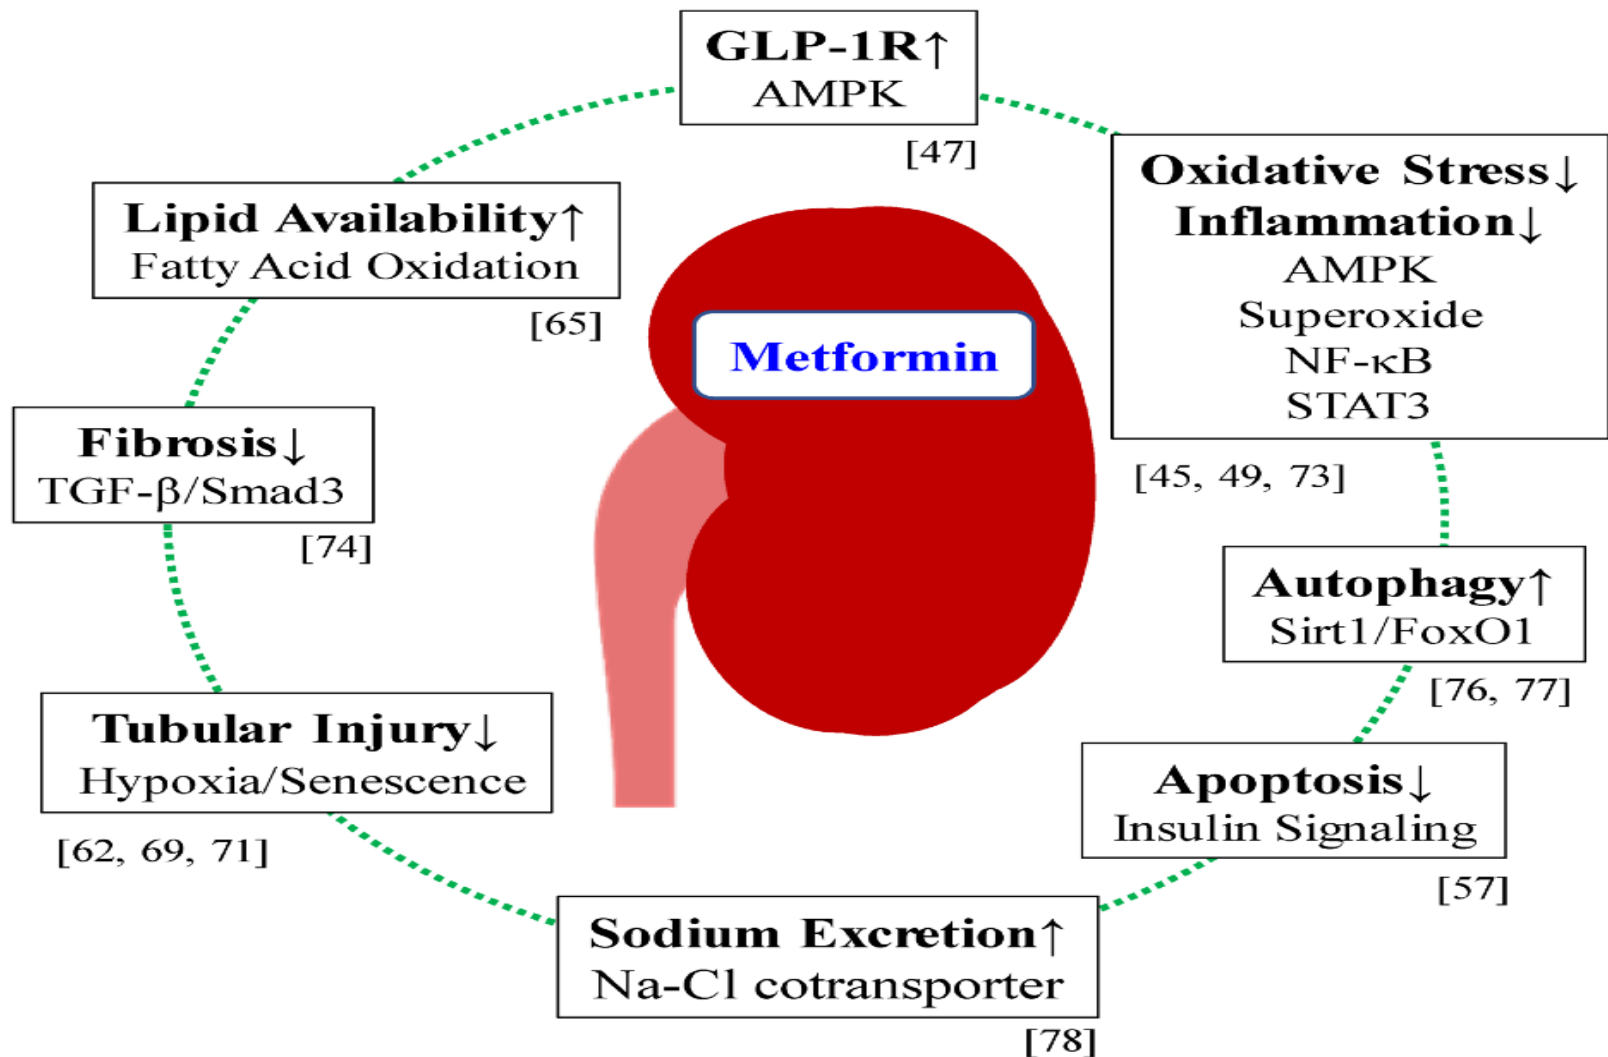 GLP-1R↑
AMPK
[47]
Oxidative Stress↓
Inflammation↓
AMPK
Superoxide
NF-κB
STAT3
[45, 49, 73]
Autophagy↑
Sirt1/FoxO1
[76, 77]
Apoptosis↓
Insulin Signaling
[57]
Sodium Excretion↑
Na-Cl cotransporter
[78]
Tubular Injury↓
Hypoxia/Senescence
[62, 69, 71]
Fibrosis↓
TGF-β/Smad3
[74]
Lipid Availability↑
Fatty Acid Oxidation
[65]
Metformin